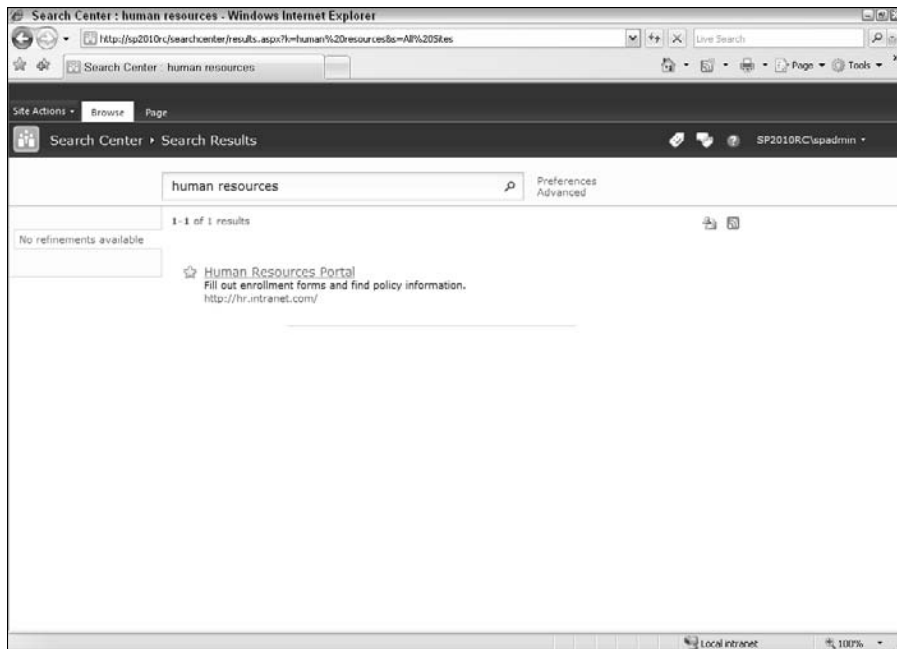 Search Center : human resources - Windows Internet Explorer
http://sp2010rc/searchcenter/results.aspx?k=human%20resources&s=All%20Sites
Live Search
Search Center : human resources
Page
Tools
Site Actions
Browse
Page
Search Center
Search Results
SP2010RC\spadmin
human resources
Preferences
Advanced
1-1 of 1 results
No refinements available
Human Resources Portal
Fill out enrollment forms and find policy information.
http://hr.intranet.com/
Local intranet
100%